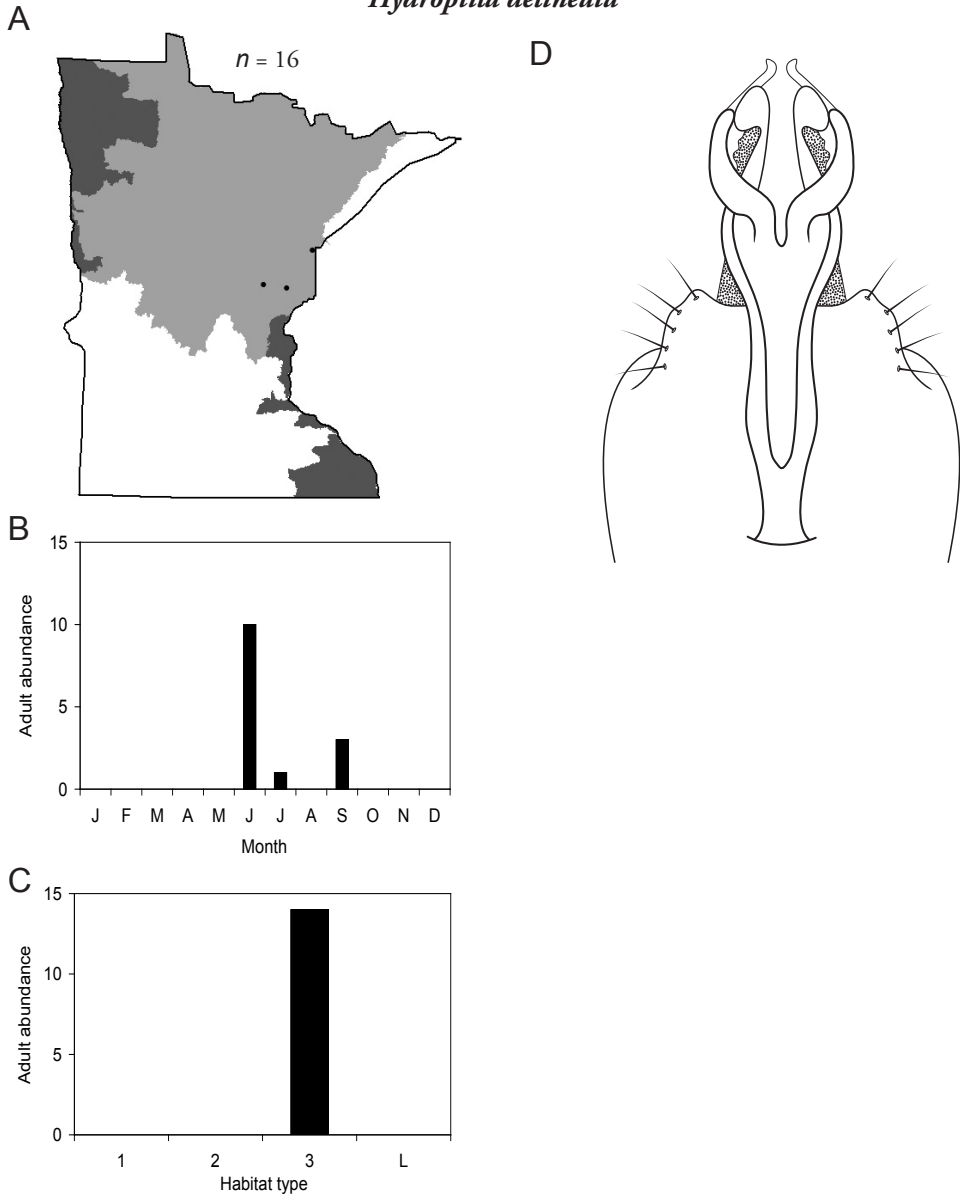 Hydroptila delineata
A
n = 16
D
B
15
10
5
0
Adult abundance
J F M A M J J A S O N D
Month
C
15
10
5
0
Adult abundance
1 2 3 L
Habitat type